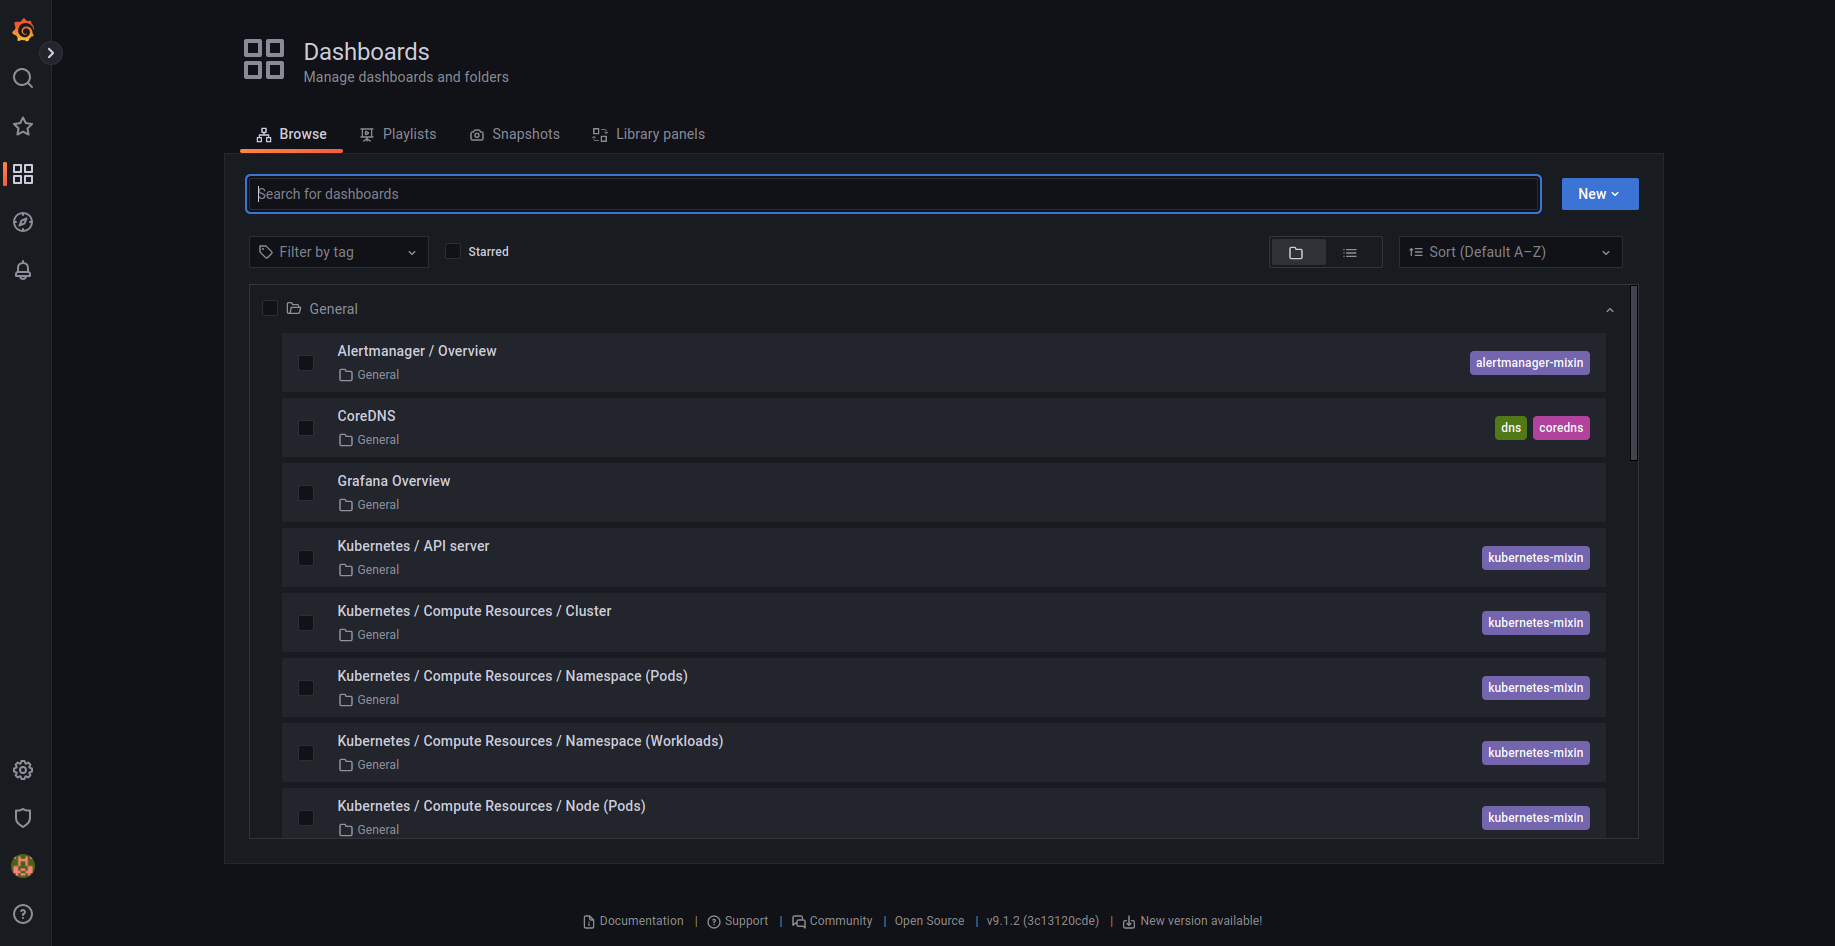 Dashboards
Manage dashboards and folders
Browse Playlists Snapshots Library panels
Search for dashboards
New
Filter by tag
Starred
Sort (Default A–Z)
General
Alertmanager / Overview
General
alertmanager-mixin
CoreDNS
General
dns coredns
Grafana Overview
General
Kubernetes / API server
General
kubernetes-mixin
Kubernetes / Compute Resources / Cluster
General
kubernetes-mixin
Kubernetes / Compute Resources / Namespace (Pods)
General
kubernetes-mixin
Kubernetes / Compute Resources / Namespace (Workloads)
General
kubernetes-mixin
Kubernetes / Compute Resources / Node (Pods)
General
kubernetes-mixin
Documentation | Support | Community | Open Source | v9.1.2 (3c13120cde) | New version available!